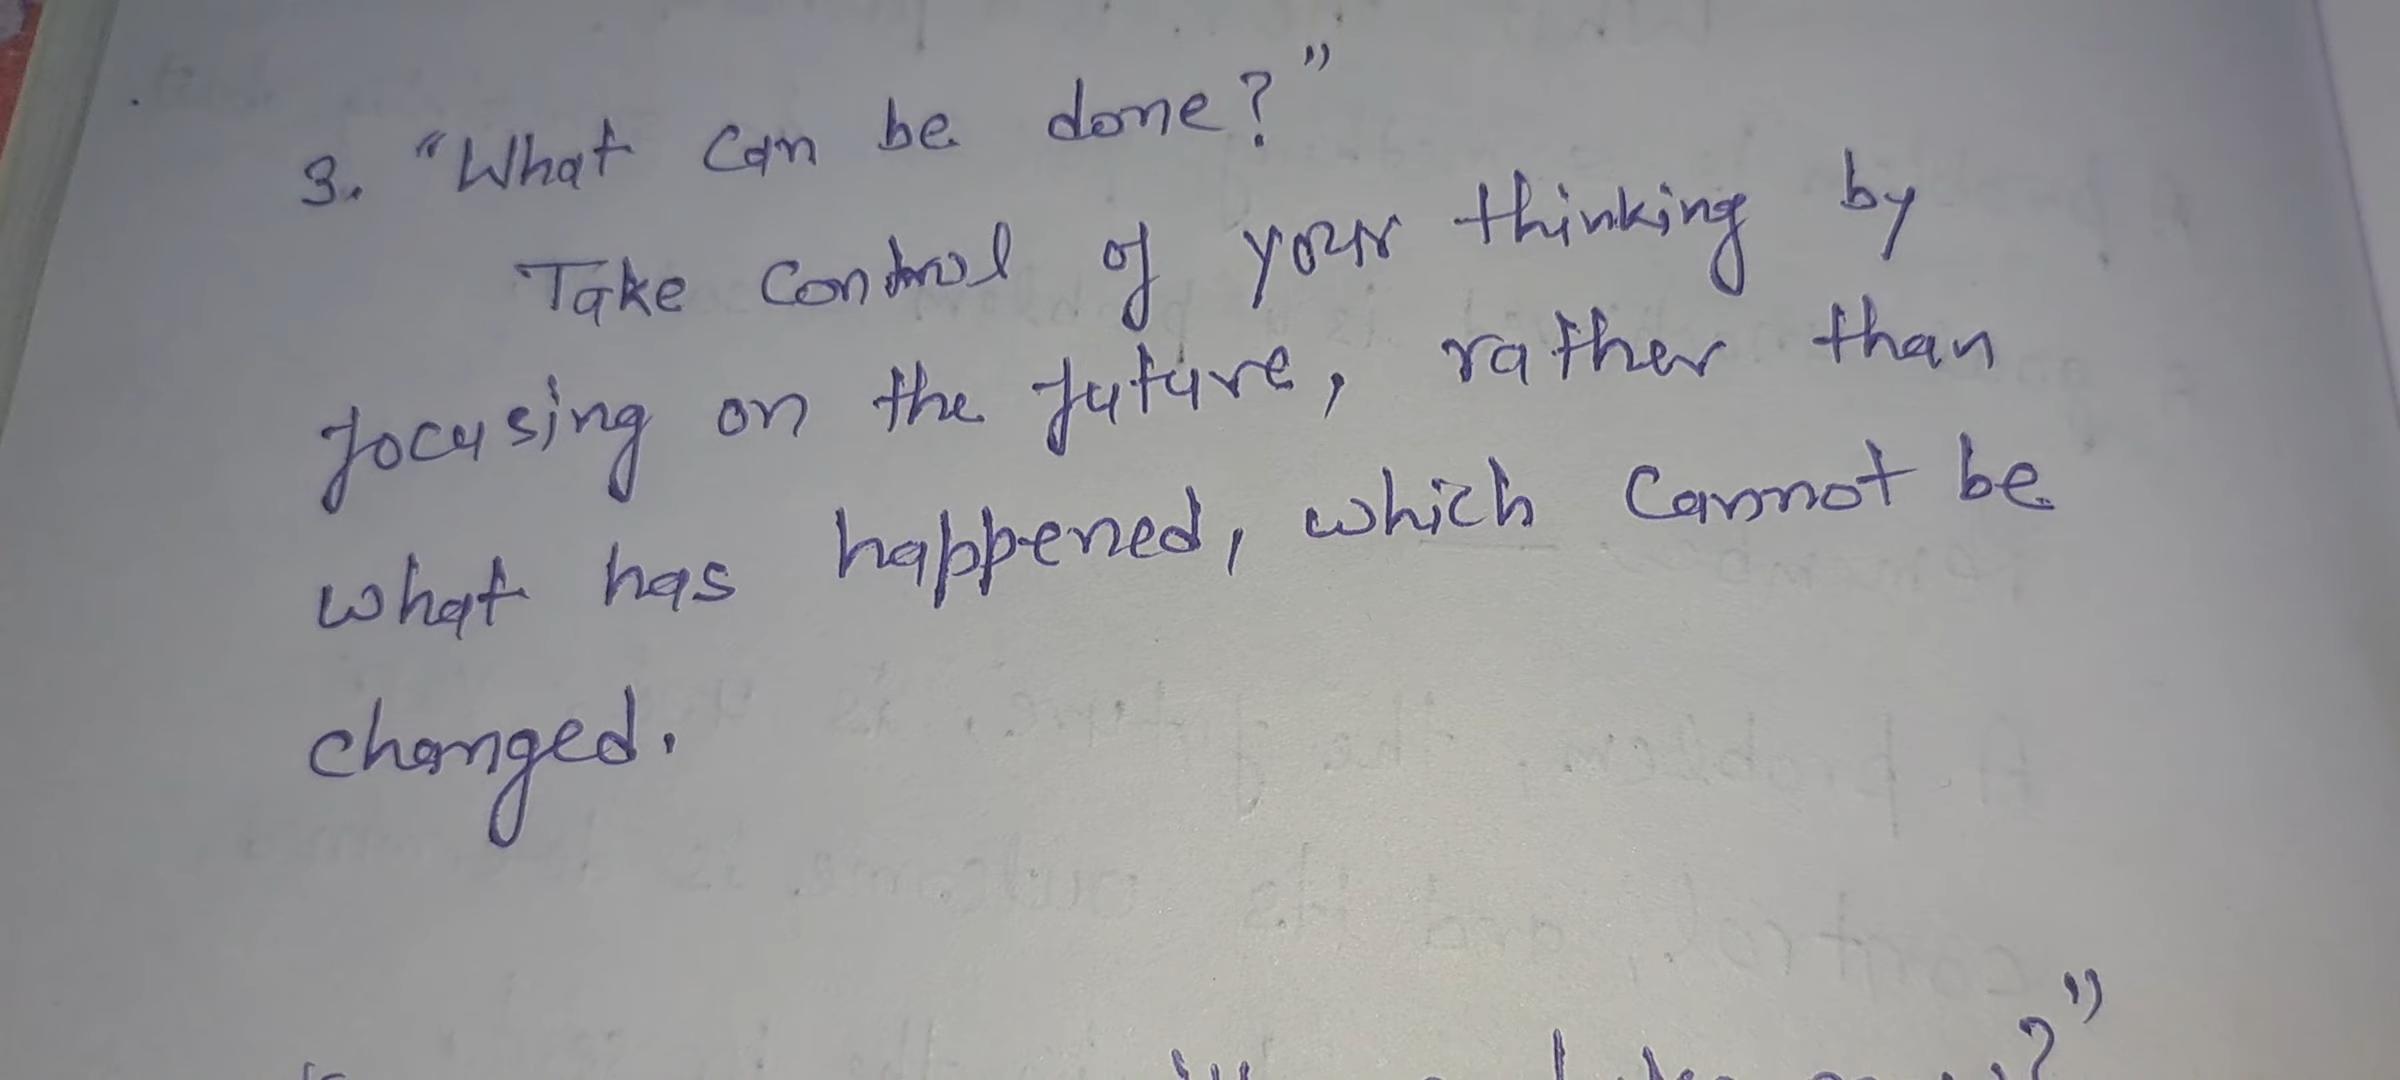 3. "What can be done?"
Take control of your thinking by
focusing on the future, rather than
what has happened, which cannot be
changed.